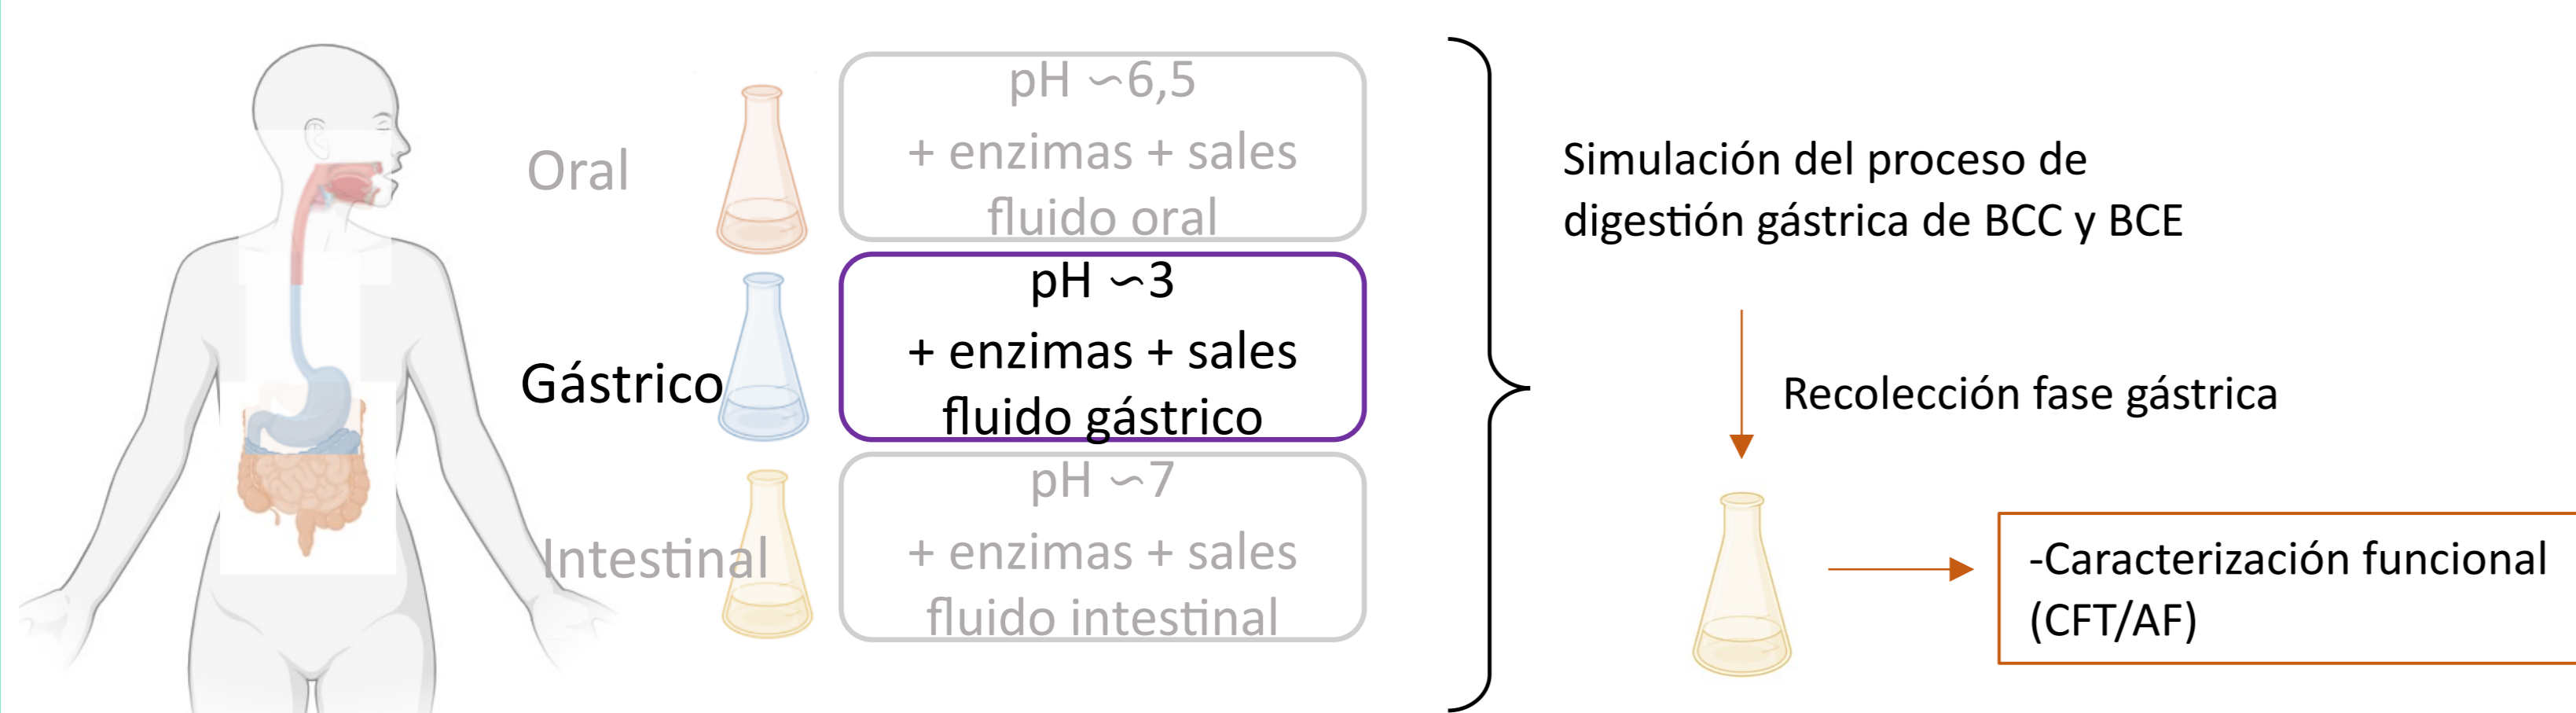 Oral
pH ∽6,5
+ enzimas + sales
fluido oral
Gástrico
pH ∽3
+ enzimas + sales
fluido gástrico
Intestinal
pH ∽7
+ enzimas + sales
fluido intestinal
Simulación del proceso de
digestión gástrica de BCC y BCE
Recolección fase gástrica
-Caracterización funcional
(CFT/AF)